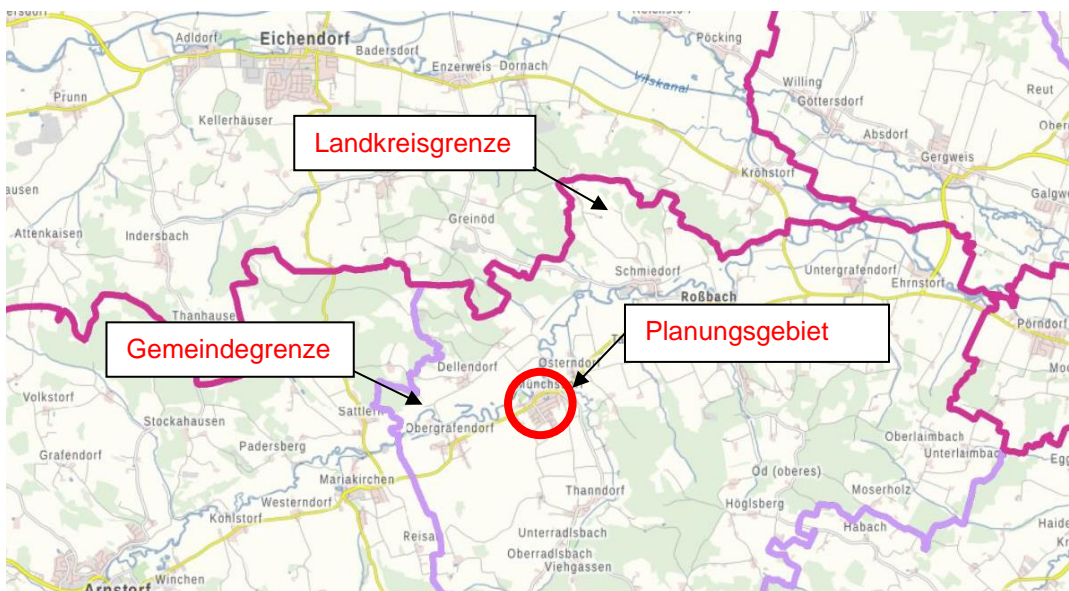 Adldorf
Eichendorf
Badersdorf
Pöcking
Enzerweis
Dornach
Vilskanal
Willing
Göttersdorf
Reut
Prunn
Kellerhäuser
Absdorf
Gergweis
Landkreisgrenze
Kröhstorf
Greinöd
Attenkaisen
Indersbach
Schmiedorf
Untergrafendorf
Ehrnstorf
Roßbach
Thanhause
Planungsgebiet
Pörndorf
Gemeindegrenze
Dellendorf
Osterndorf
Volkstorf
Stockahausen
Sattlern
Obergrafendorf
Padersberg
Grafendorf
Oberlaimbach
Unterlaimbach
Mariakirchen
Od (oberes)
Moserholz
Westerndorf
Thanndorf
Höglsberg
Kohlstorf
Reisa
Unterradlsbach
Habach
Oberradlsbach
Viehgassen
Winchen
Arnstorf